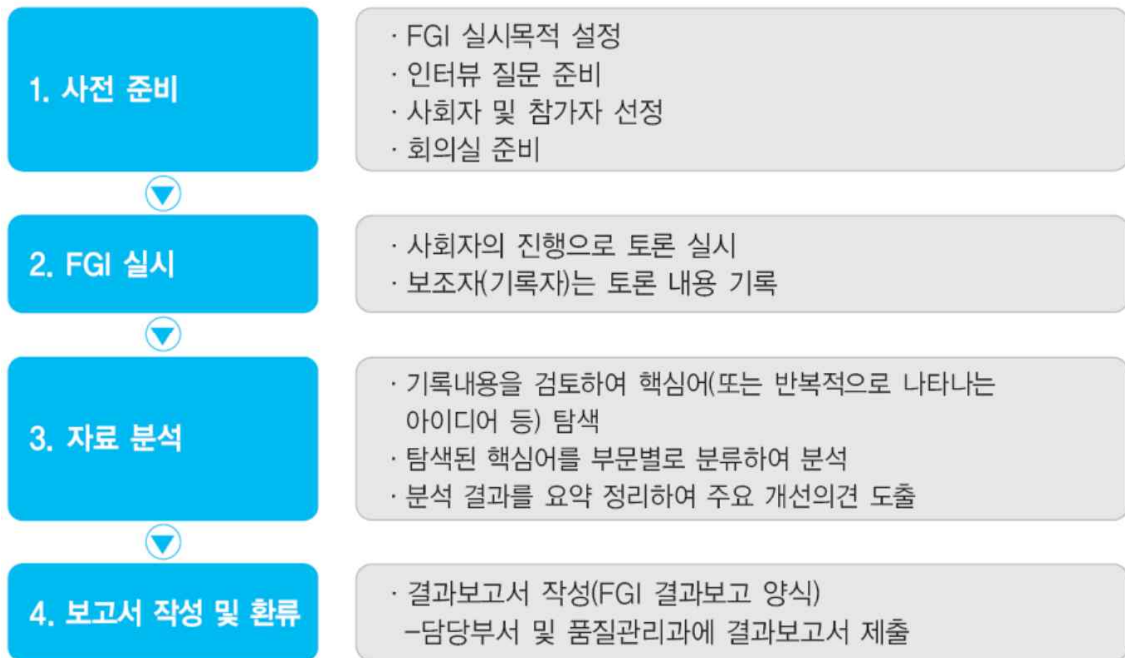 1. 사전 준비
· FGI 실시목적 설정
· 인터뷰 질문 준비
· 사회자 및 참가자 선정
· 회의실 준비
2. FGI 실시
· 사회자의 진행으로 토론 실시
· 보조자(기록자)는 토론 내용 기록
3. 자료 분석
· 기록내용을 검토하여 핵심어(또는 반복적으로 나타나는
아이디어 등) 탐색
· 탐색된 핵심어를 부문별로 분류하여 분석
· 분석 결과를 요약 정리하여 주요 개선의견 도출
4. 보고서 작성 및 환류
· 결과보고서 작성(FGI 결과보고 양식)
–담당부서 및 품질관리과에 결과보고서 제출